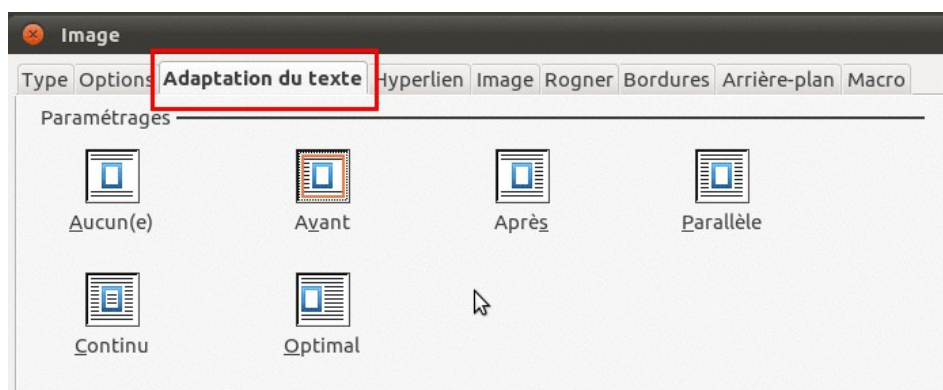 Image
Type Options Adaptation du texte Hyperlien Image Rogner Bordures Arrière-plan Macro
Paramétrages
Aucun(e) Avant Après Parallèle
Continu Optimal